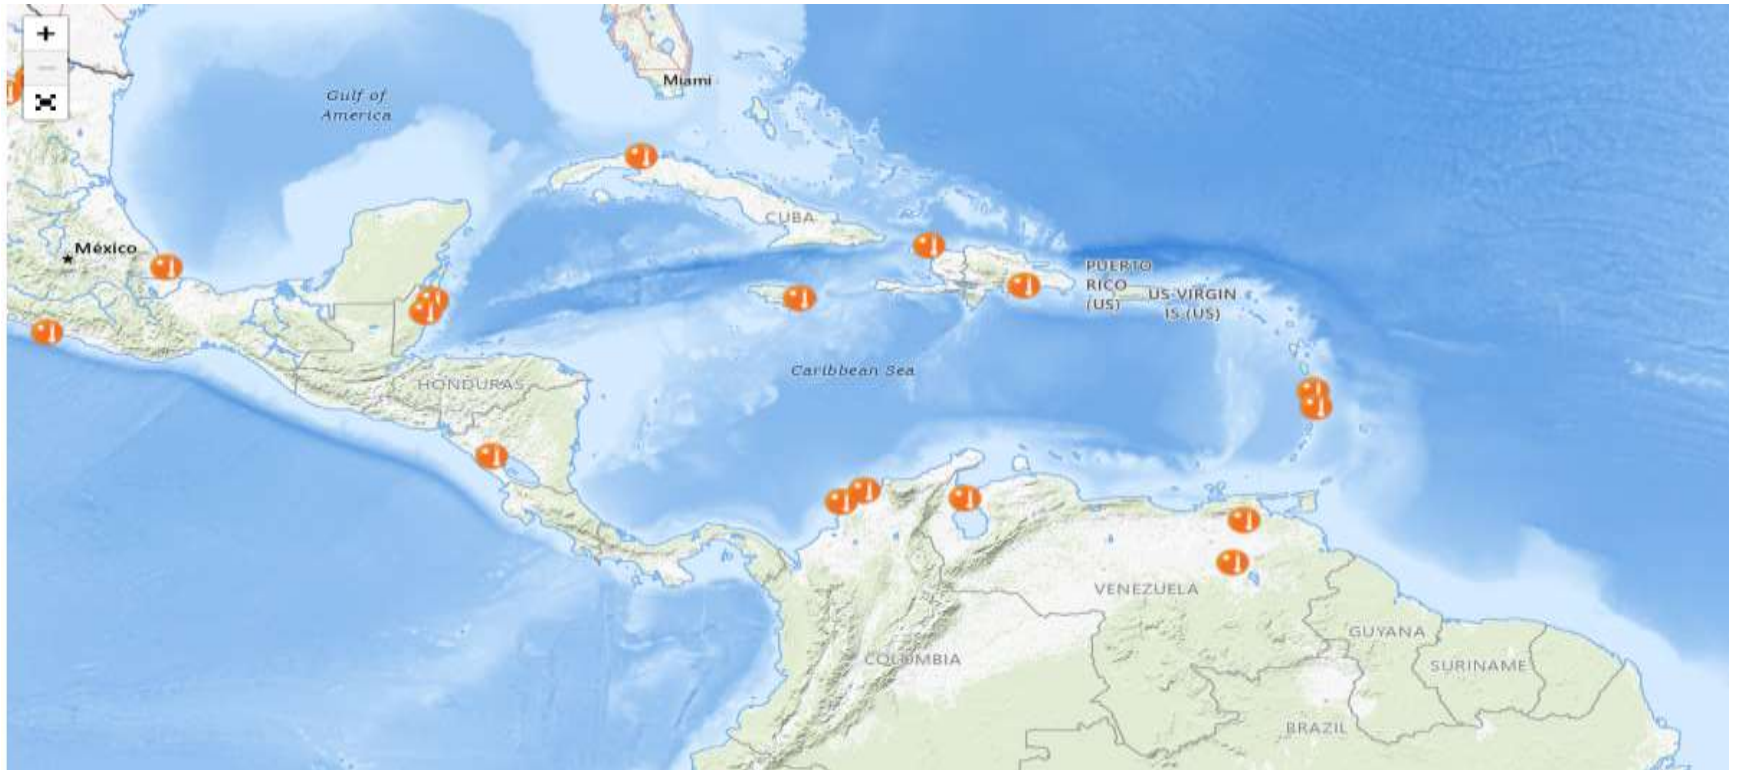 +
Miami
Gulf of
America
CUBA
México
PUERTO
RICO
(US)
US VIRGIN
IS (US)
Caribbean Sea
HONDURAS
VENEZUELA
GUYANA
COLOMBIA
SURINAME
BRAZIL